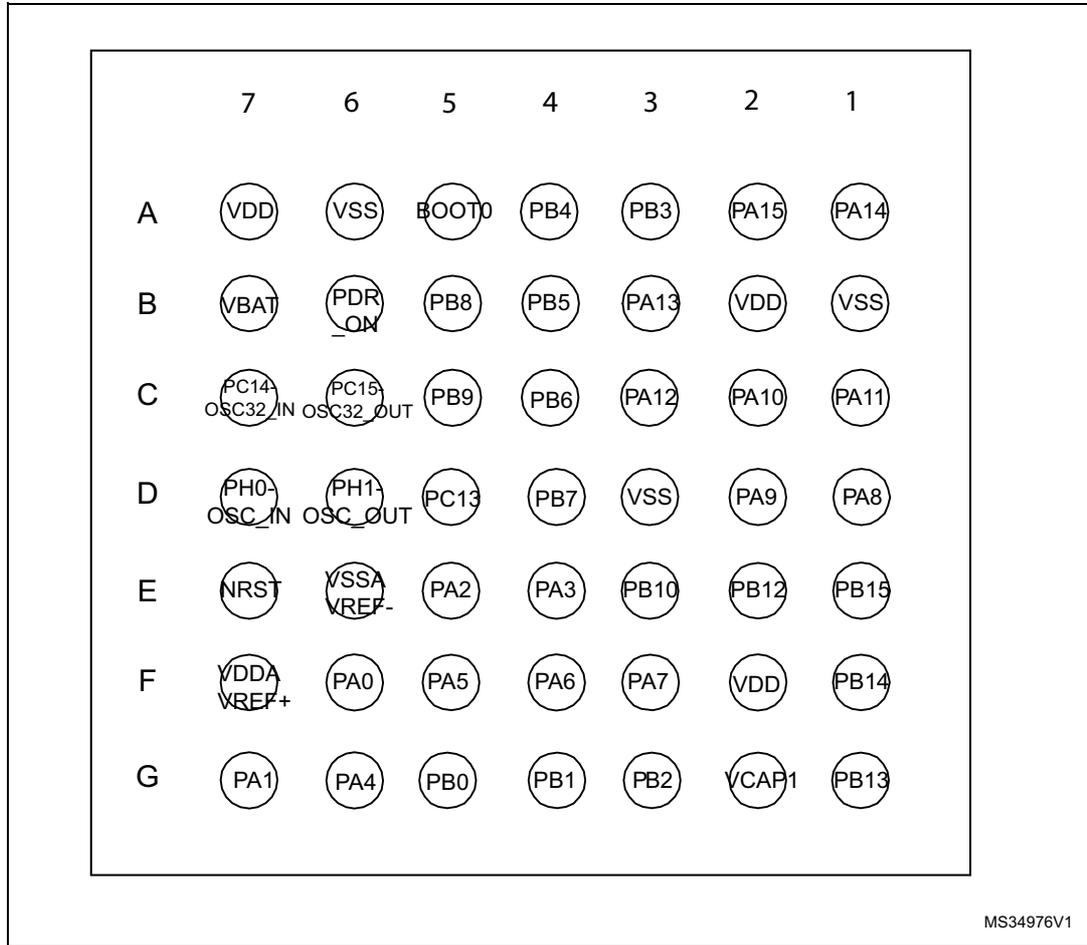 7 6 5 4 3 2 1
A VDD VSS BOOT0 PB4 PB3 PA15 PA14
B VBAT PDR _ON PB8 PB5 PA13 VDD VSS
C PC14- OSC32_IN PC15- OSC32_OUT PB9 PB6 PA12 PA10 PA11
D PH0- OSC_IN PH1- OSC_OUT PC13 PB7 VSS PA9 PA8
E NRST VSSA VREF- PA2 PA3 PB10 PB12 PB15
F VDDA VREF+ PA0 PA5 PA6 PA7 VDD PB14
G PA1 PA4 PB0 PB1 PB2 VCAP1 PB13
MS34976V1